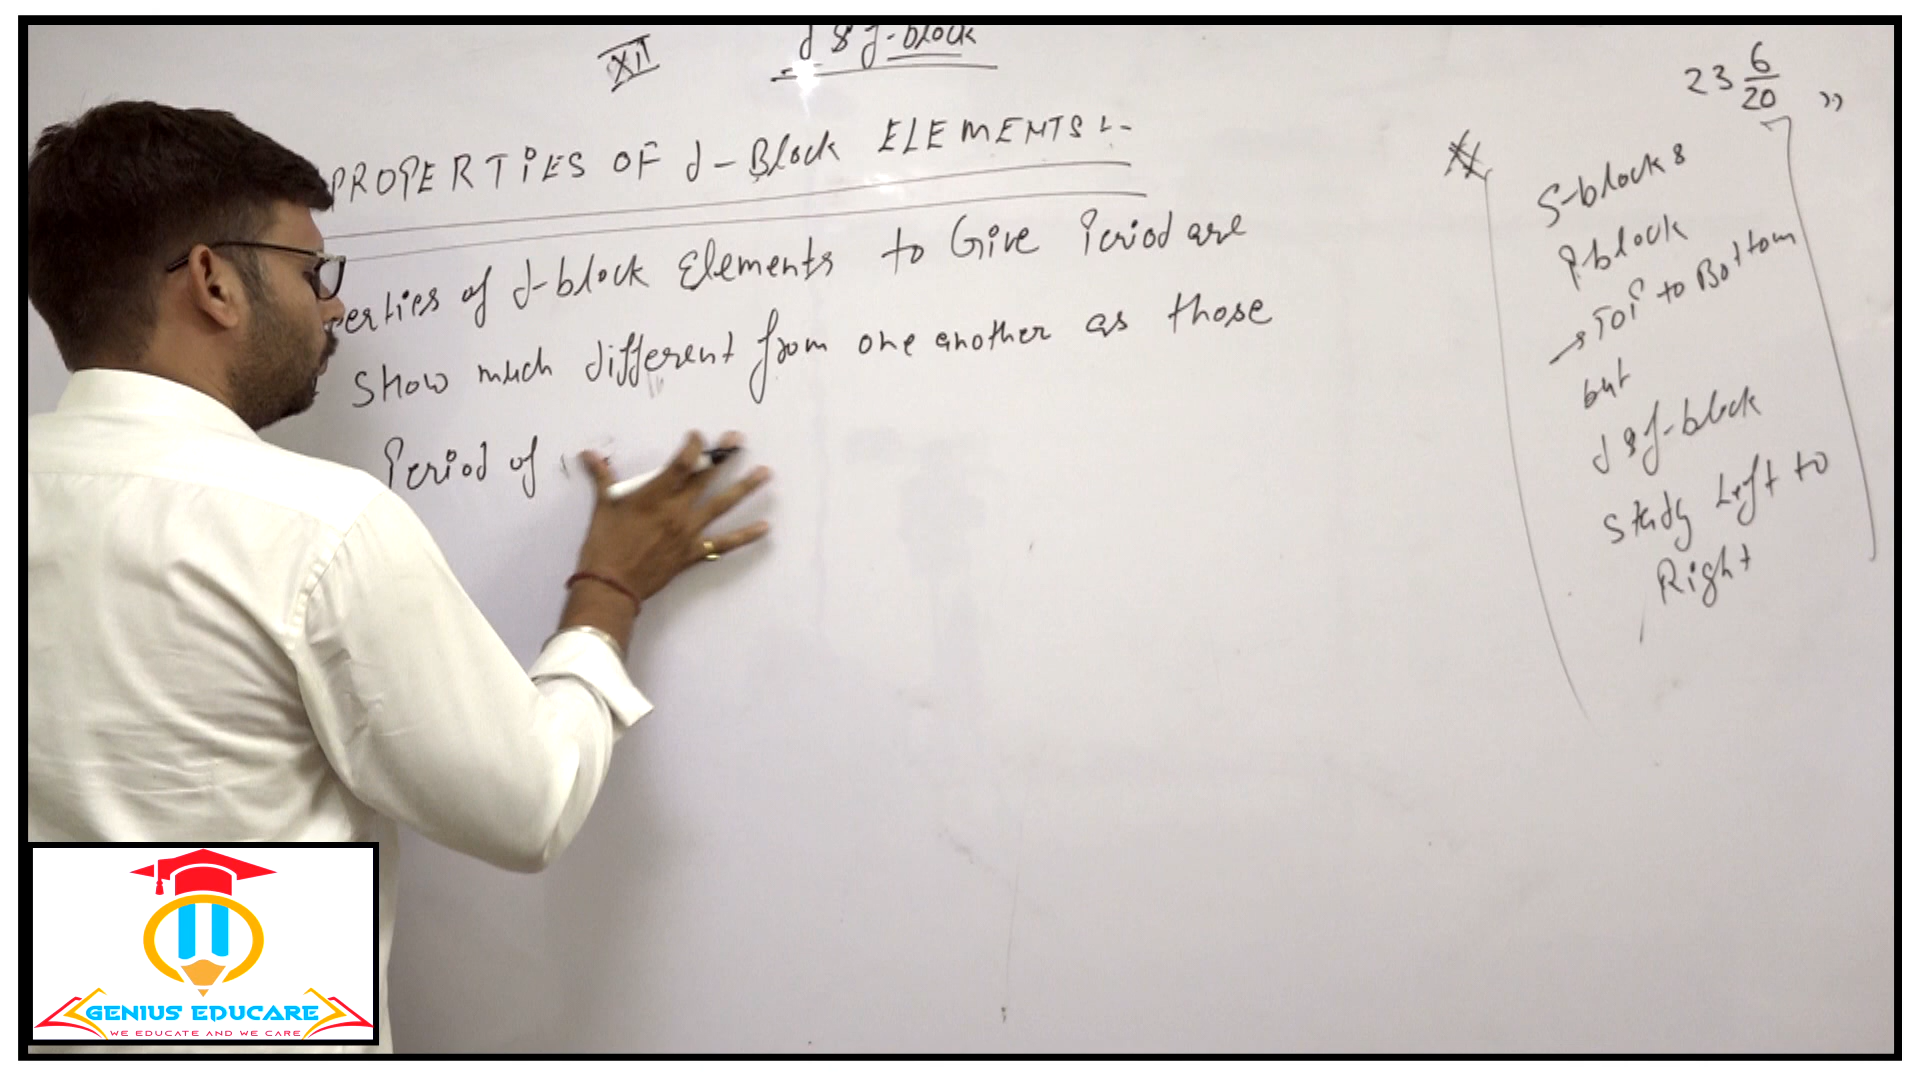 XII
d & f-block
PROPERTIES OF d-Block ELEMENTS:-
erties of d-block Elements to Give Period are
show much different from one another as those
Period of
23 6/20
S-block &
P-block
→ ToP to Bottom
but
d & f-block
study Left to
Right
GENIUS EDUCARE
WE EDUCATE AND WE CARE